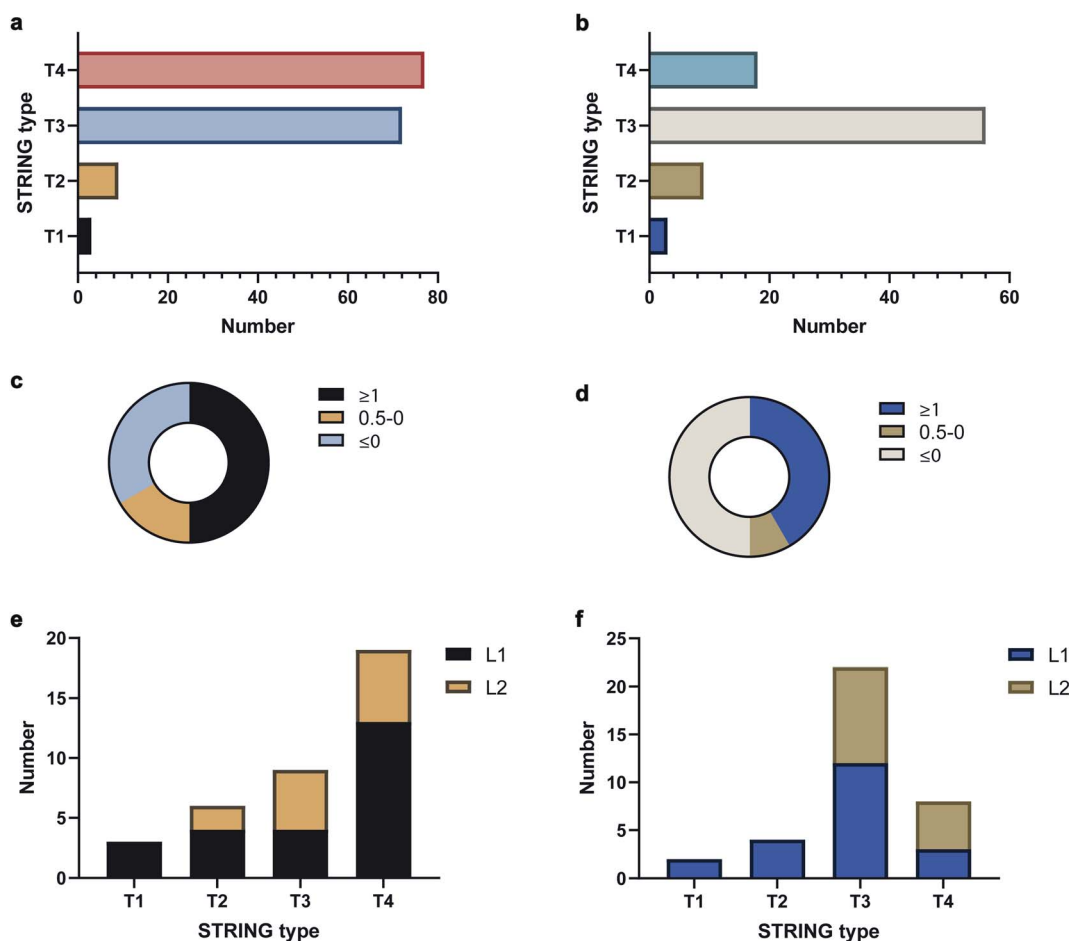 a
STRING type
T4
T3
T2
T1
0 20 40 60 80
Number
b
STRING type
T4
T3
T2
T1
0 20 40 60
Number
c
≥1
0.5-0
≤0
d
≥1
0.5-0
≤0
e
Number
20
15
10
5
0
T1 T2 T3 T4
STRING type
L1
L2
f
Number
25
20
15
10
5
0
T1 T2 T3 T4
STRING type
L1
L2